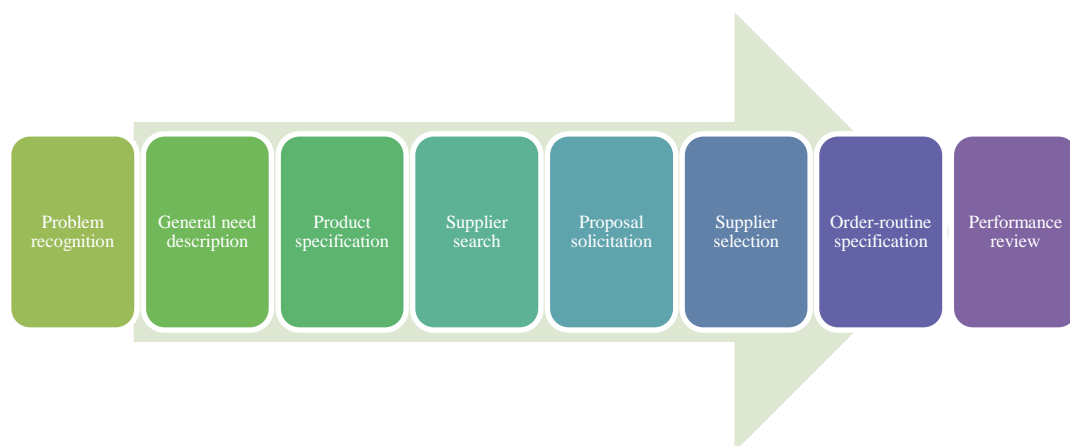 Problem
recognition
General need
description
Product
specification
Supplier
search
Proposal
solicitation
Supplier
selection
Order-routine
specification
Performance
review